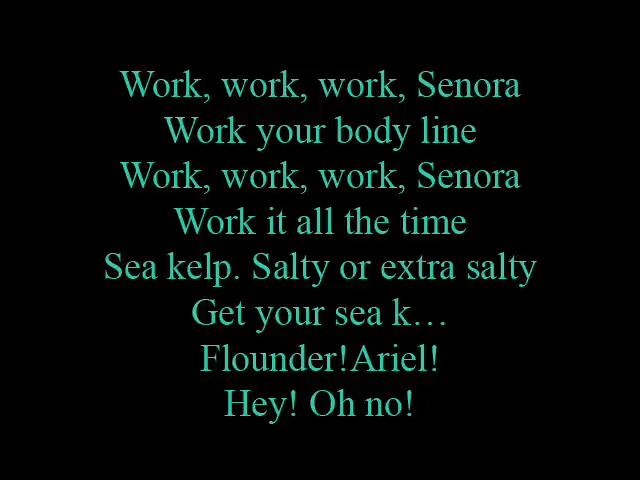 Work, work, work, Senora
Work your body line
Work, work, work, Senora
Work it all the time
Sea kelp. Salty or extra salty
Get your sea k…
Flounder!Ariel!
Hey! Oh no!